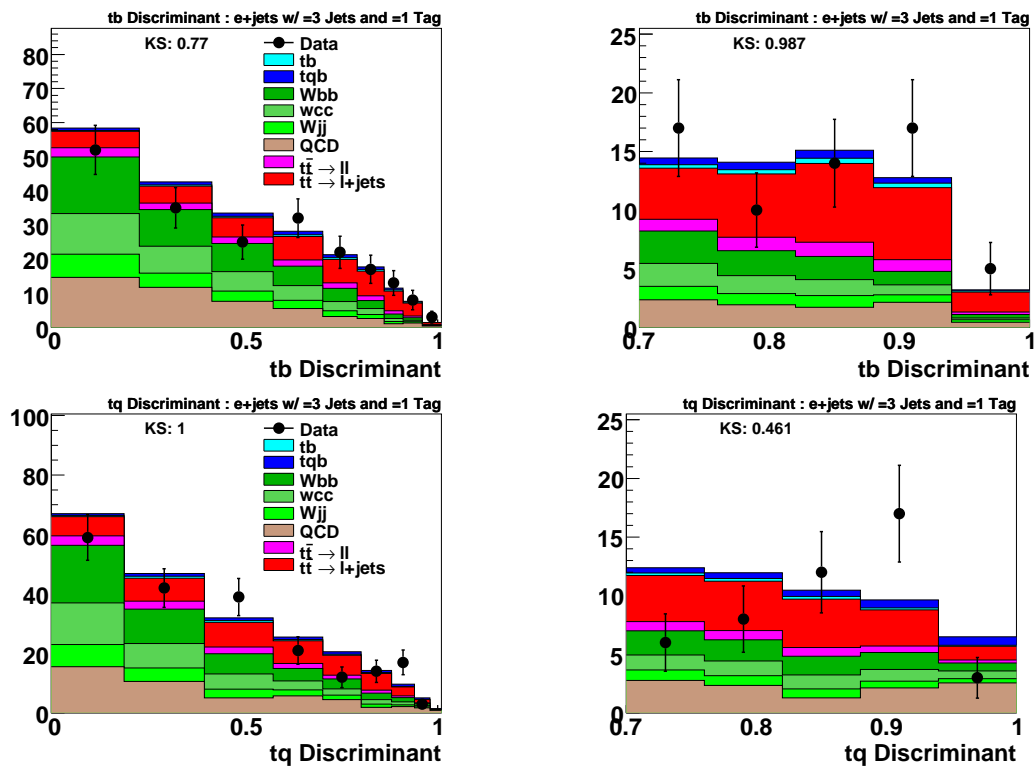 tb Discriminant : e+jets w/ =3 Jets and =1 Tag
KS: 0.77
80
70
60
50
40
30
20
10
0
Data
tb
tqb
Wbb
wcc
Wjj
QCD
tt̄ → ll
tt̄ → l+jets
0
0.5
1
tb Discriminant
tb Discriminant : e+jets w/ =3 Jets and =1 Tag
KS: 0.987
25
20
15
10
5
0
0.7
0.8
0.9
1
tb Discriminant
tq Discriminant : e+jets w/ =3 Jets and =1 Tag
KS: 1
100
80
60
40
20
0
Data
tb
tqb
Wbb
wcc
Wjj
QCD
tt̄ → ll
tt̄ → l+jets
0
0.5
1
tq Discriminant
tq Discriminant : e+jets w/ =3 Jets and =1 Tag
KS: 0.461
25
20
15
10
5
0
0.7
0.8
0.9
1
tq Discriminant